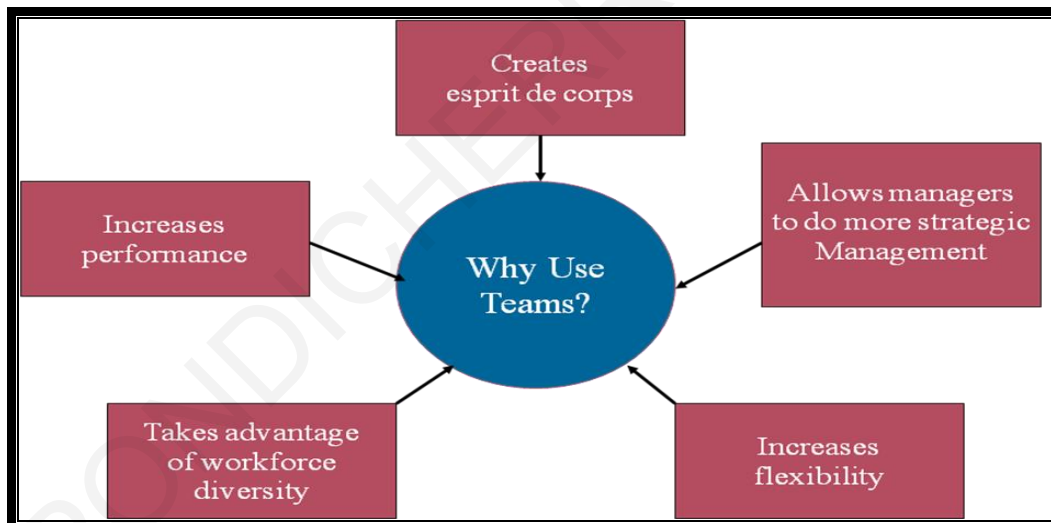 Creates
esprit de corps
Allows managers
to do more strategic
Management
Increases
performance
Why Use
Teams?
Takes advantage
of workforce
diversity
Increases
flexibility